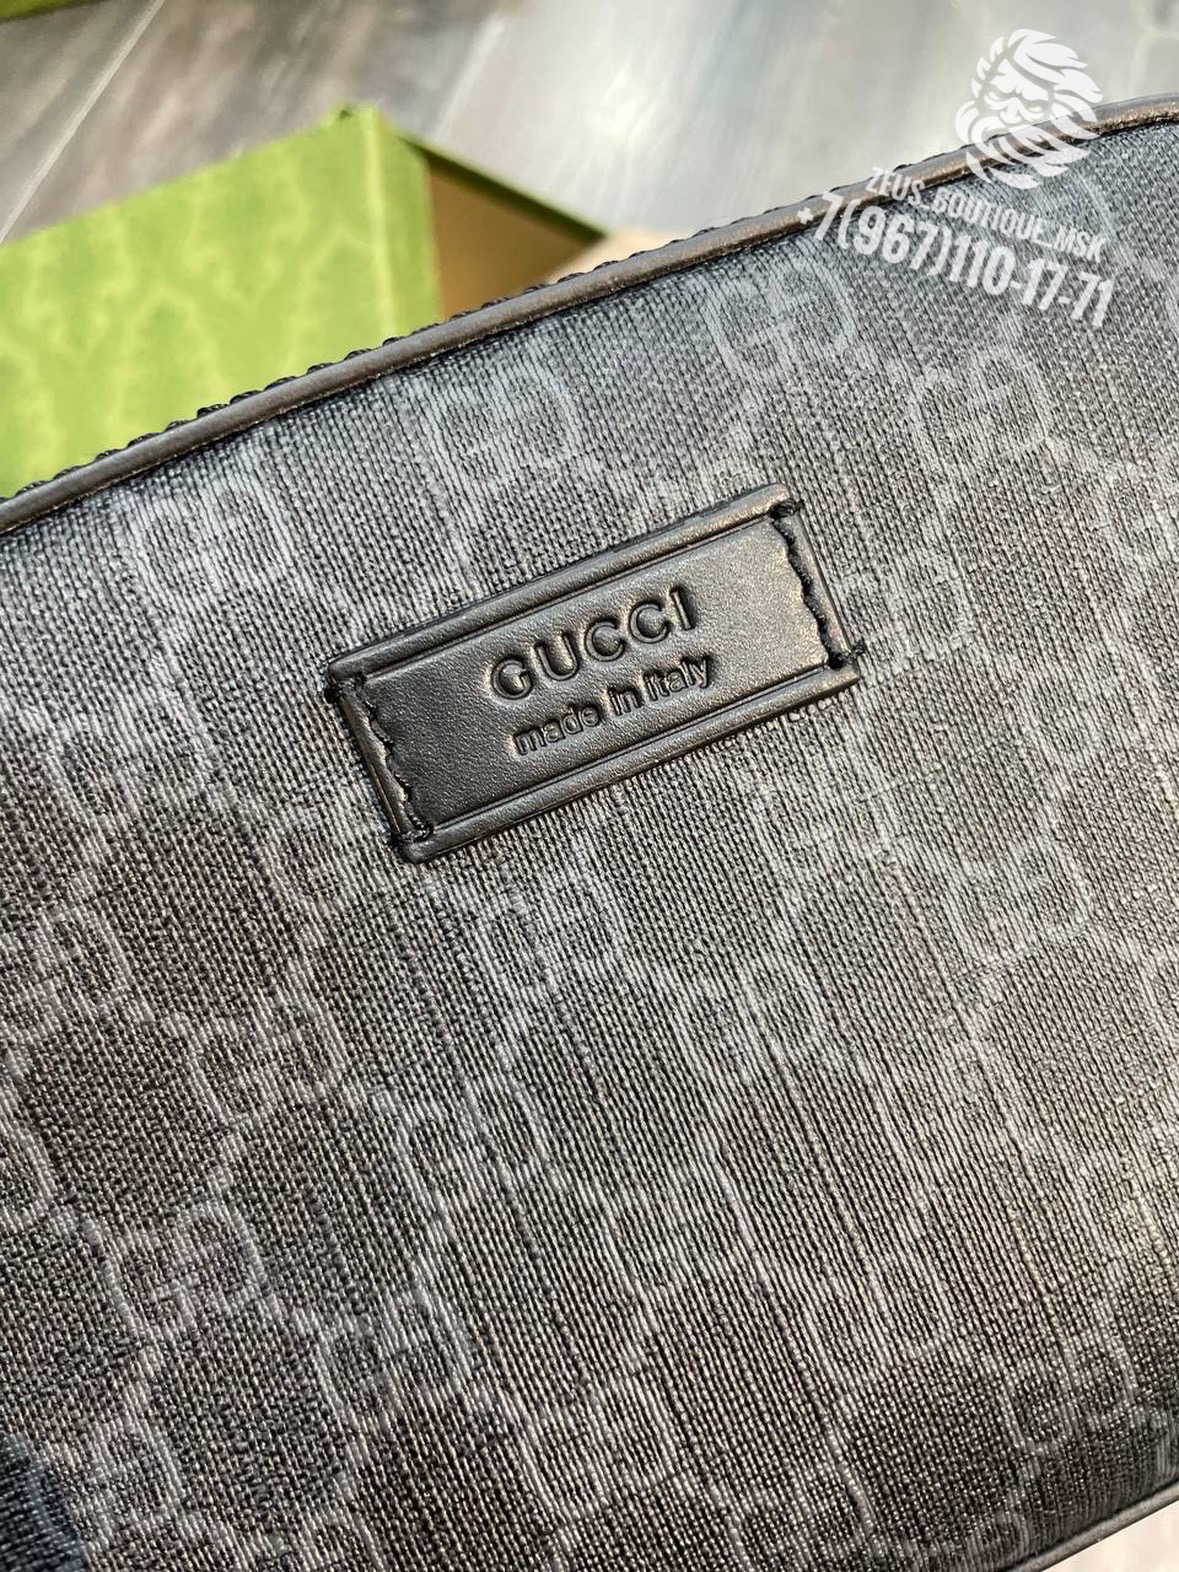 ZEUS_BOUTIQUE_MSK
+7(967)110-17-71
GUCCI
made in italy